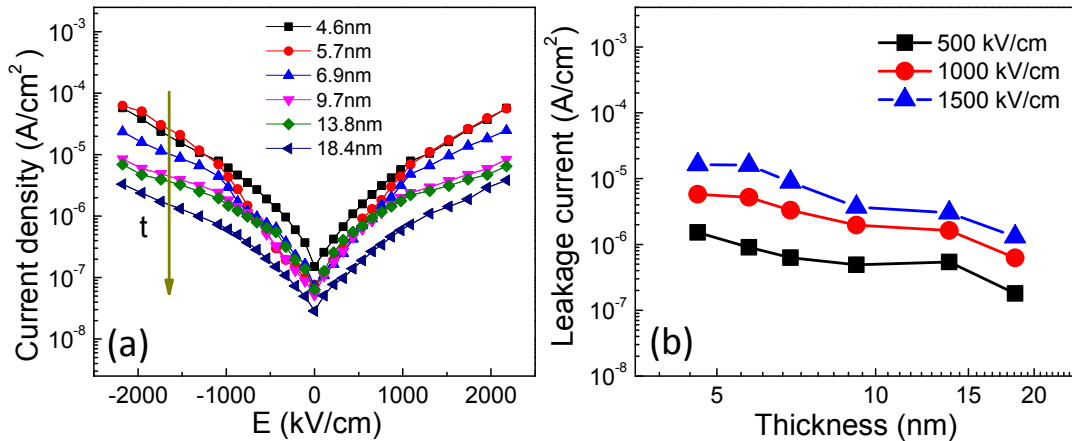 Current density (A/cm²)
10⁻³
10⁻⁴
10⁻⁵
10⁻⁶
10⁻⁷
10⁻⁸
4.6nm
5.7nm
6.9nm
9.7nm
13.8nm
18.4nm
t
(a)
-2000 -1000 0 1000 2000
E (kV/cm)
Leakage current (A/cm²)
10⁻³
10⁻⁴
10⁻⁵
10⁻⁶
10⁻⁷
10⁻⁸
500 kV/cm
1000 kV/cm
1500 kV/cm
(b)
5 10 15 20
Thickness (nm)